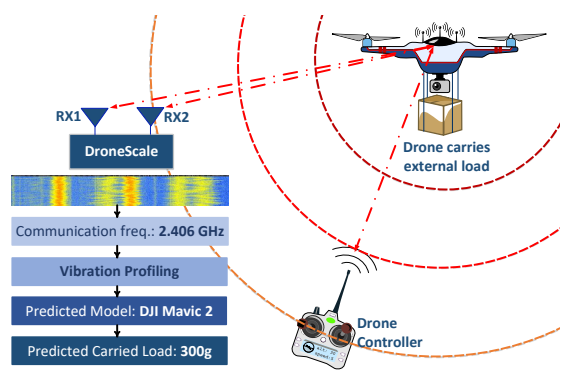 RX1
RX2
DroneScale
Drone carries
external load
Communication freq.: 2.406 GHz
Vibration Profiling
Predicted Model: DJI Mavic 2
Predicted Carried Load: 300g
Drone
Controller